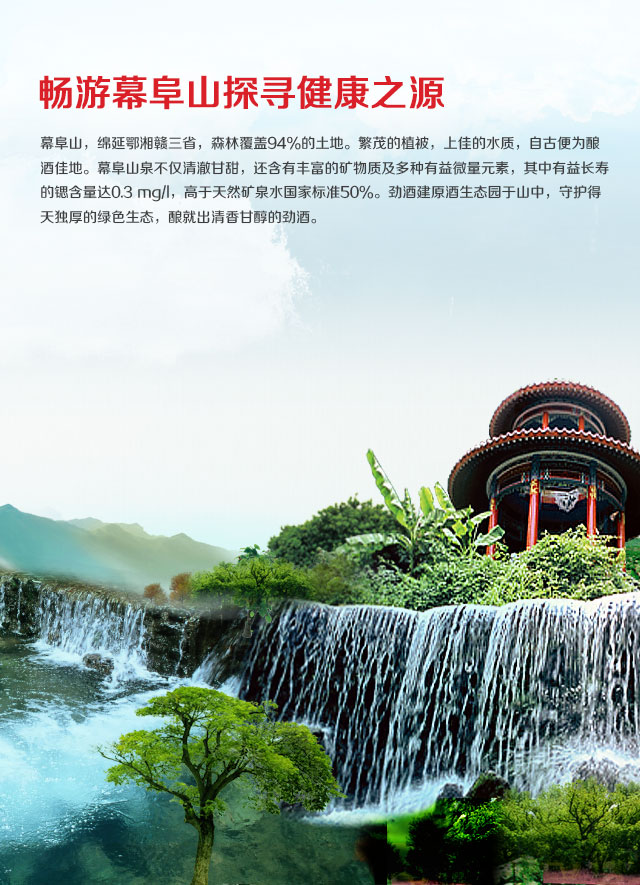 畅游幕阜山探寻健康之源
幕阜山，绵延鄂湘赣三省，森林覆盖94%的土地。繁茂的植被，上佳的水质，自古便为酿
酒佳地。幕阜山泉不仅清澈甘甜，还含有丰富的矿物质及多种有益微量元素，其中有益长寿
的锶含量达0.3 mg/l，高于天然矿泉水国家标准50%。劲酒建原酒生态园于山中，守护得
天独厚的绿色生态，酿就出清香甘醇的劲酒。